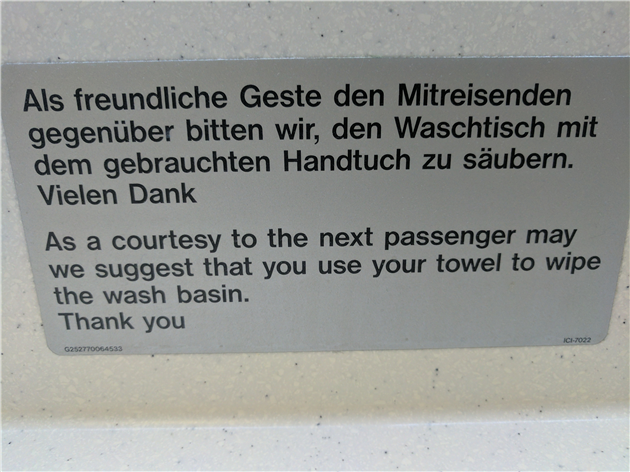 Als freundliche Geste den Mitreisenden
gegenüber bitten wir, den Waschtisch mit
dem gebrauchten Handtuch zu säubern.
Vielen Dank
As a courtesy to the next passenger may
we suggest that you use your towel to wipe
the wash basin.
Thank you
G252770064533
ICI-7022